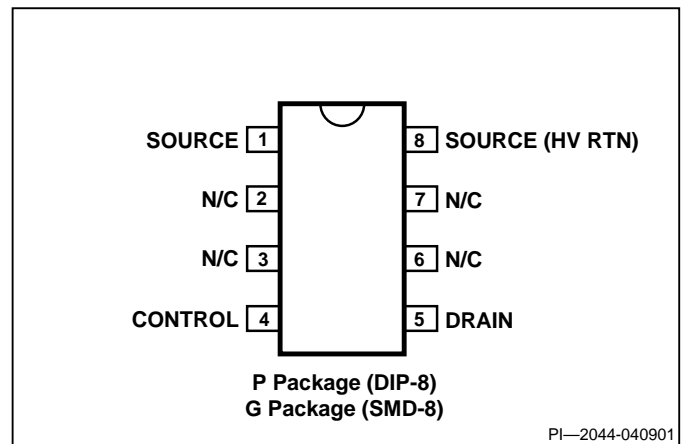 SOURCE 1 8 SOURCE (HV RTN)
N/C 2 7 N/C
N/C 3 6 N/C
CONTROL 4 5 DRAIN
P Package (DIP-8)
G Package (SMD-8)
PI—2044-040901